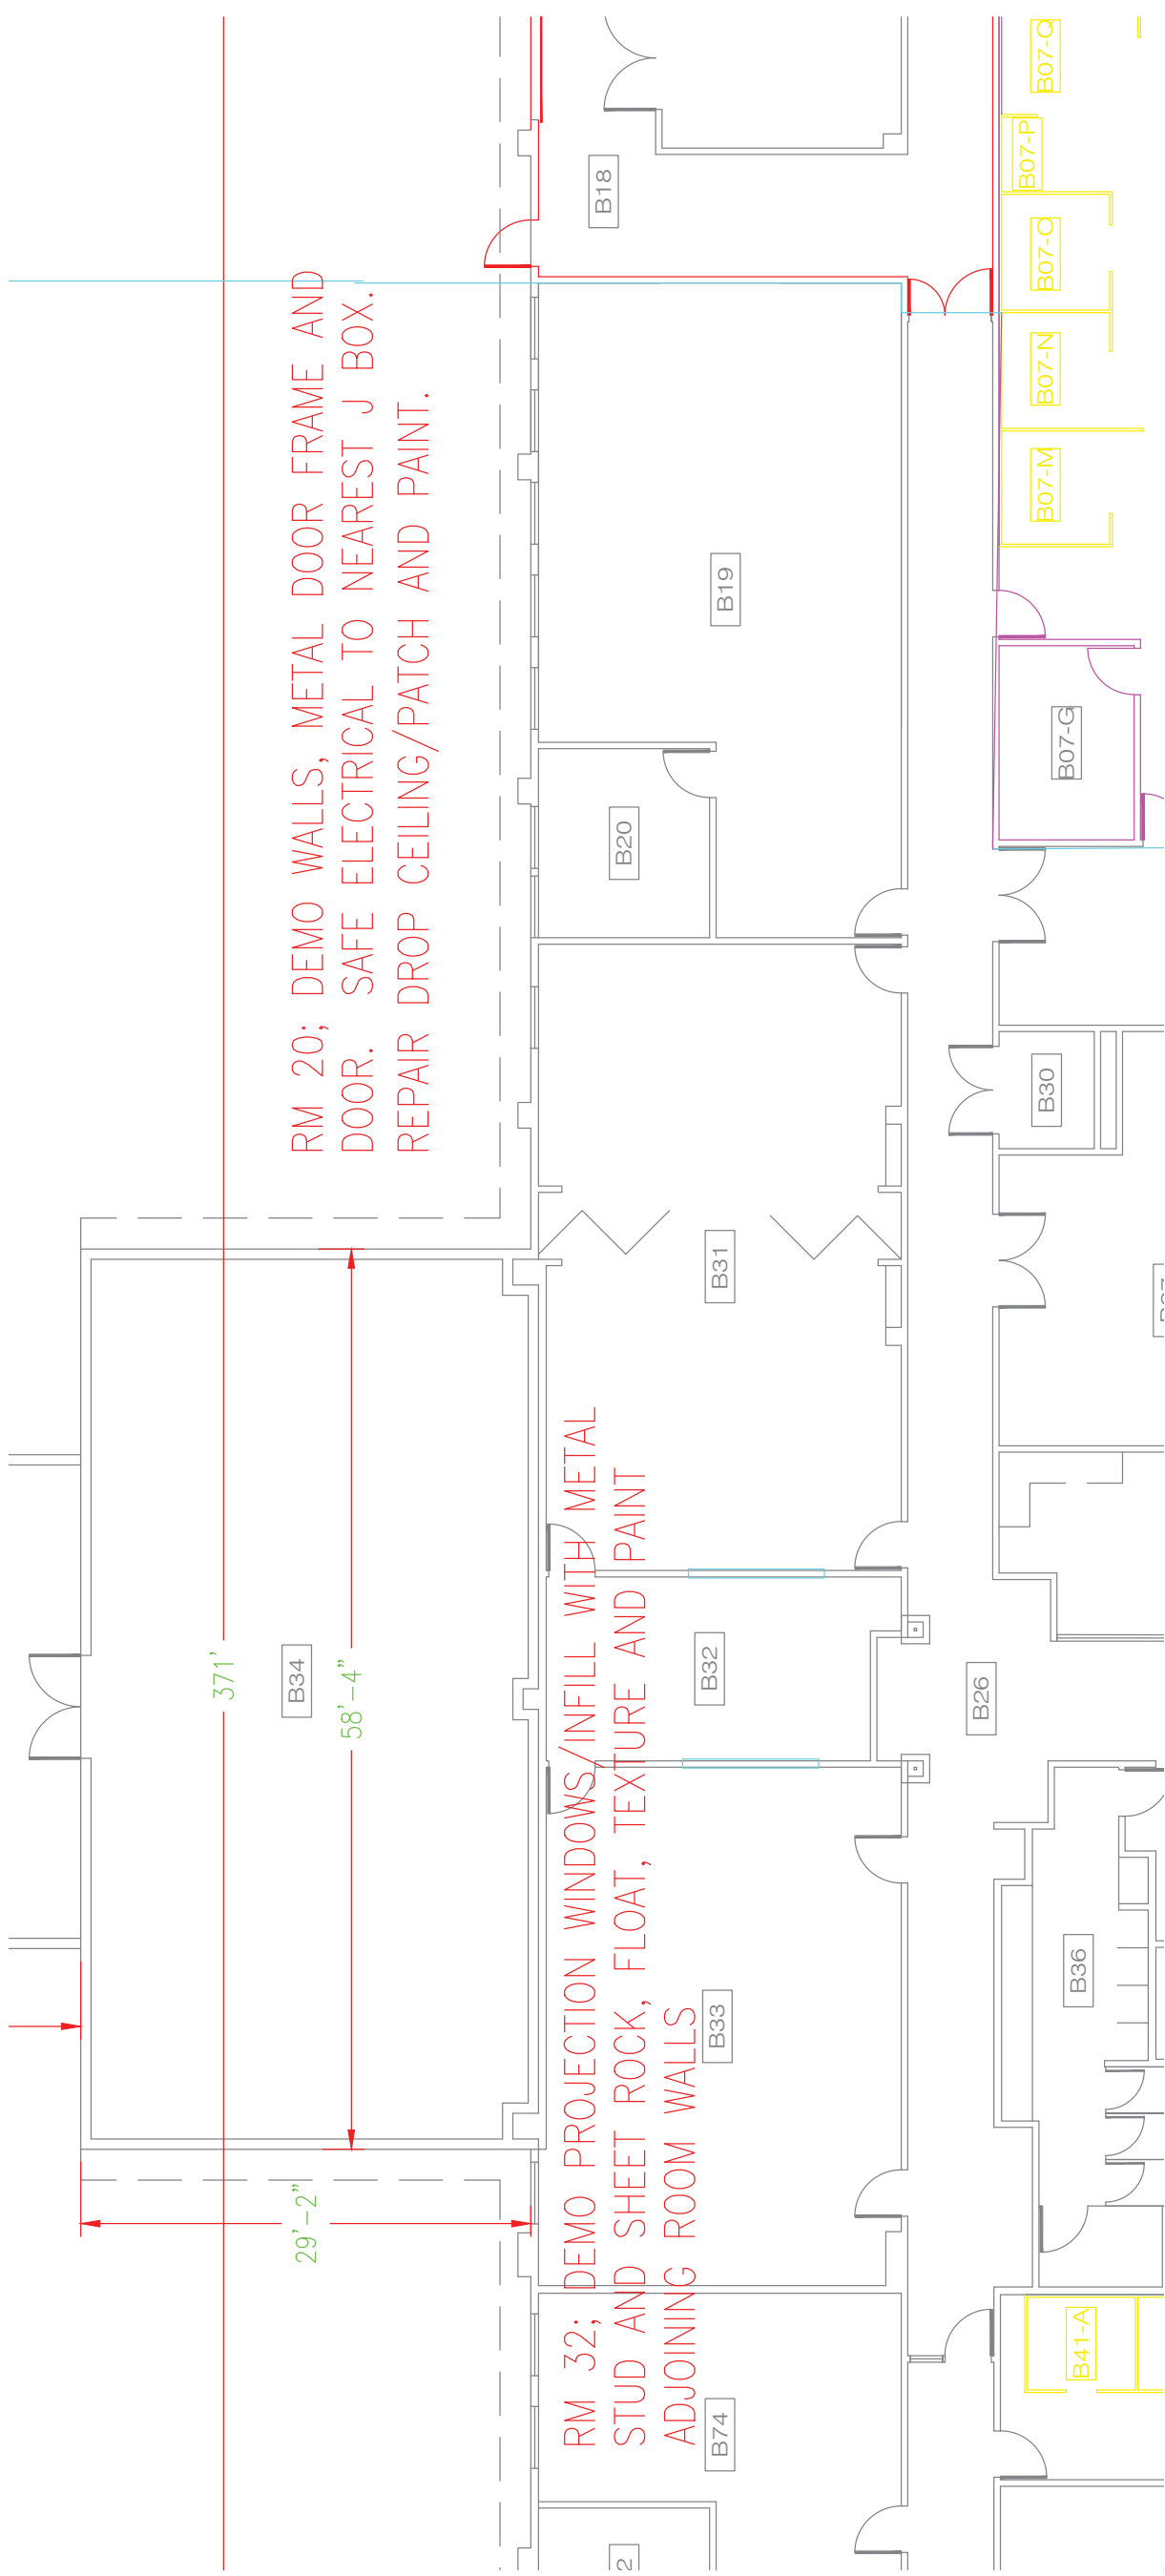 RM 20; DEMO WALLS, METAL DOOR FRAME AND
DOOR. SAFE ELECTRICAL TO NEAREST J BOX.
REPAIR DROP CEILING/PATCH AND PAINT.
RM 32; DEMO PROJECTION WINDOWS/INFILL WITH METAL
STUD AND SHEET ROCK, FLOAT, TEXTURE AND PAINT
ADJOINING ROOM WALLS
371'
58'-4"
29'-2"
B34
B18
B19
B20
B31
B32
B33
B74
B26
B30
B36
B07-Q
B07-P
B07-O
B07-N
B07-M
B07-G
B41-A
2